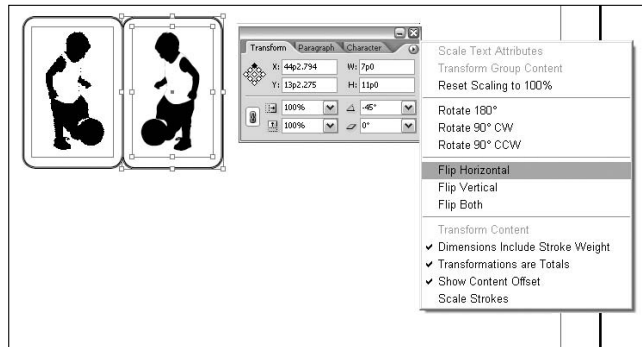 Transform Paragraph Character
X: 44p2.794 W: 7p0
Y: 13p2.275 H: 11p0
100% -45°
100% 0°
Scale Text Attributes
Transform Group Content
Reset Scaling to 100%
Rotate 180°
Rotate 90° CW
Rotate 90° CCW
Flip Horizontal
Flip Vertical
Flip Both
Transform Content
Dimensions Include Stroke Weight
Transformations are Totals
Show Content Offset
Scale Strokes